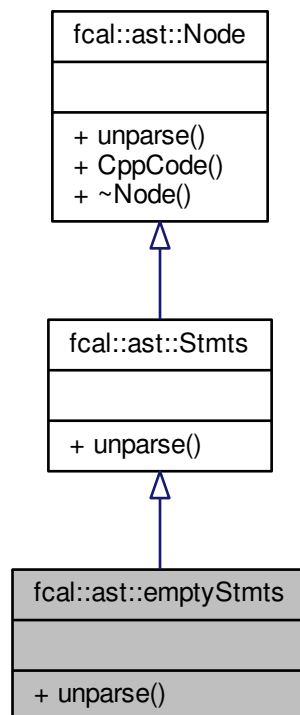 fcal::ast::Node
+ unparse()
+ CppCode()
+ ~Node()
fcal::ast::Stmts
+ unparse()
fcal::ast::emptyStmts
+ unparse()